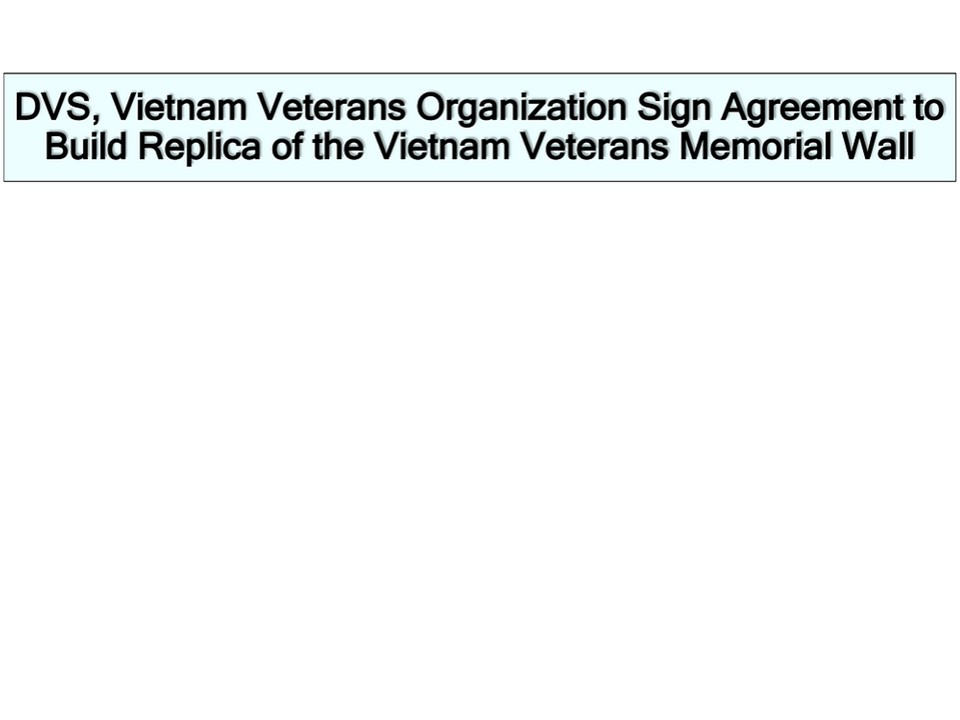 DVS, Vietnam Veterans Organization Sign Agreement to
Build Replica of the Vietnam Veterans Memorial Wall